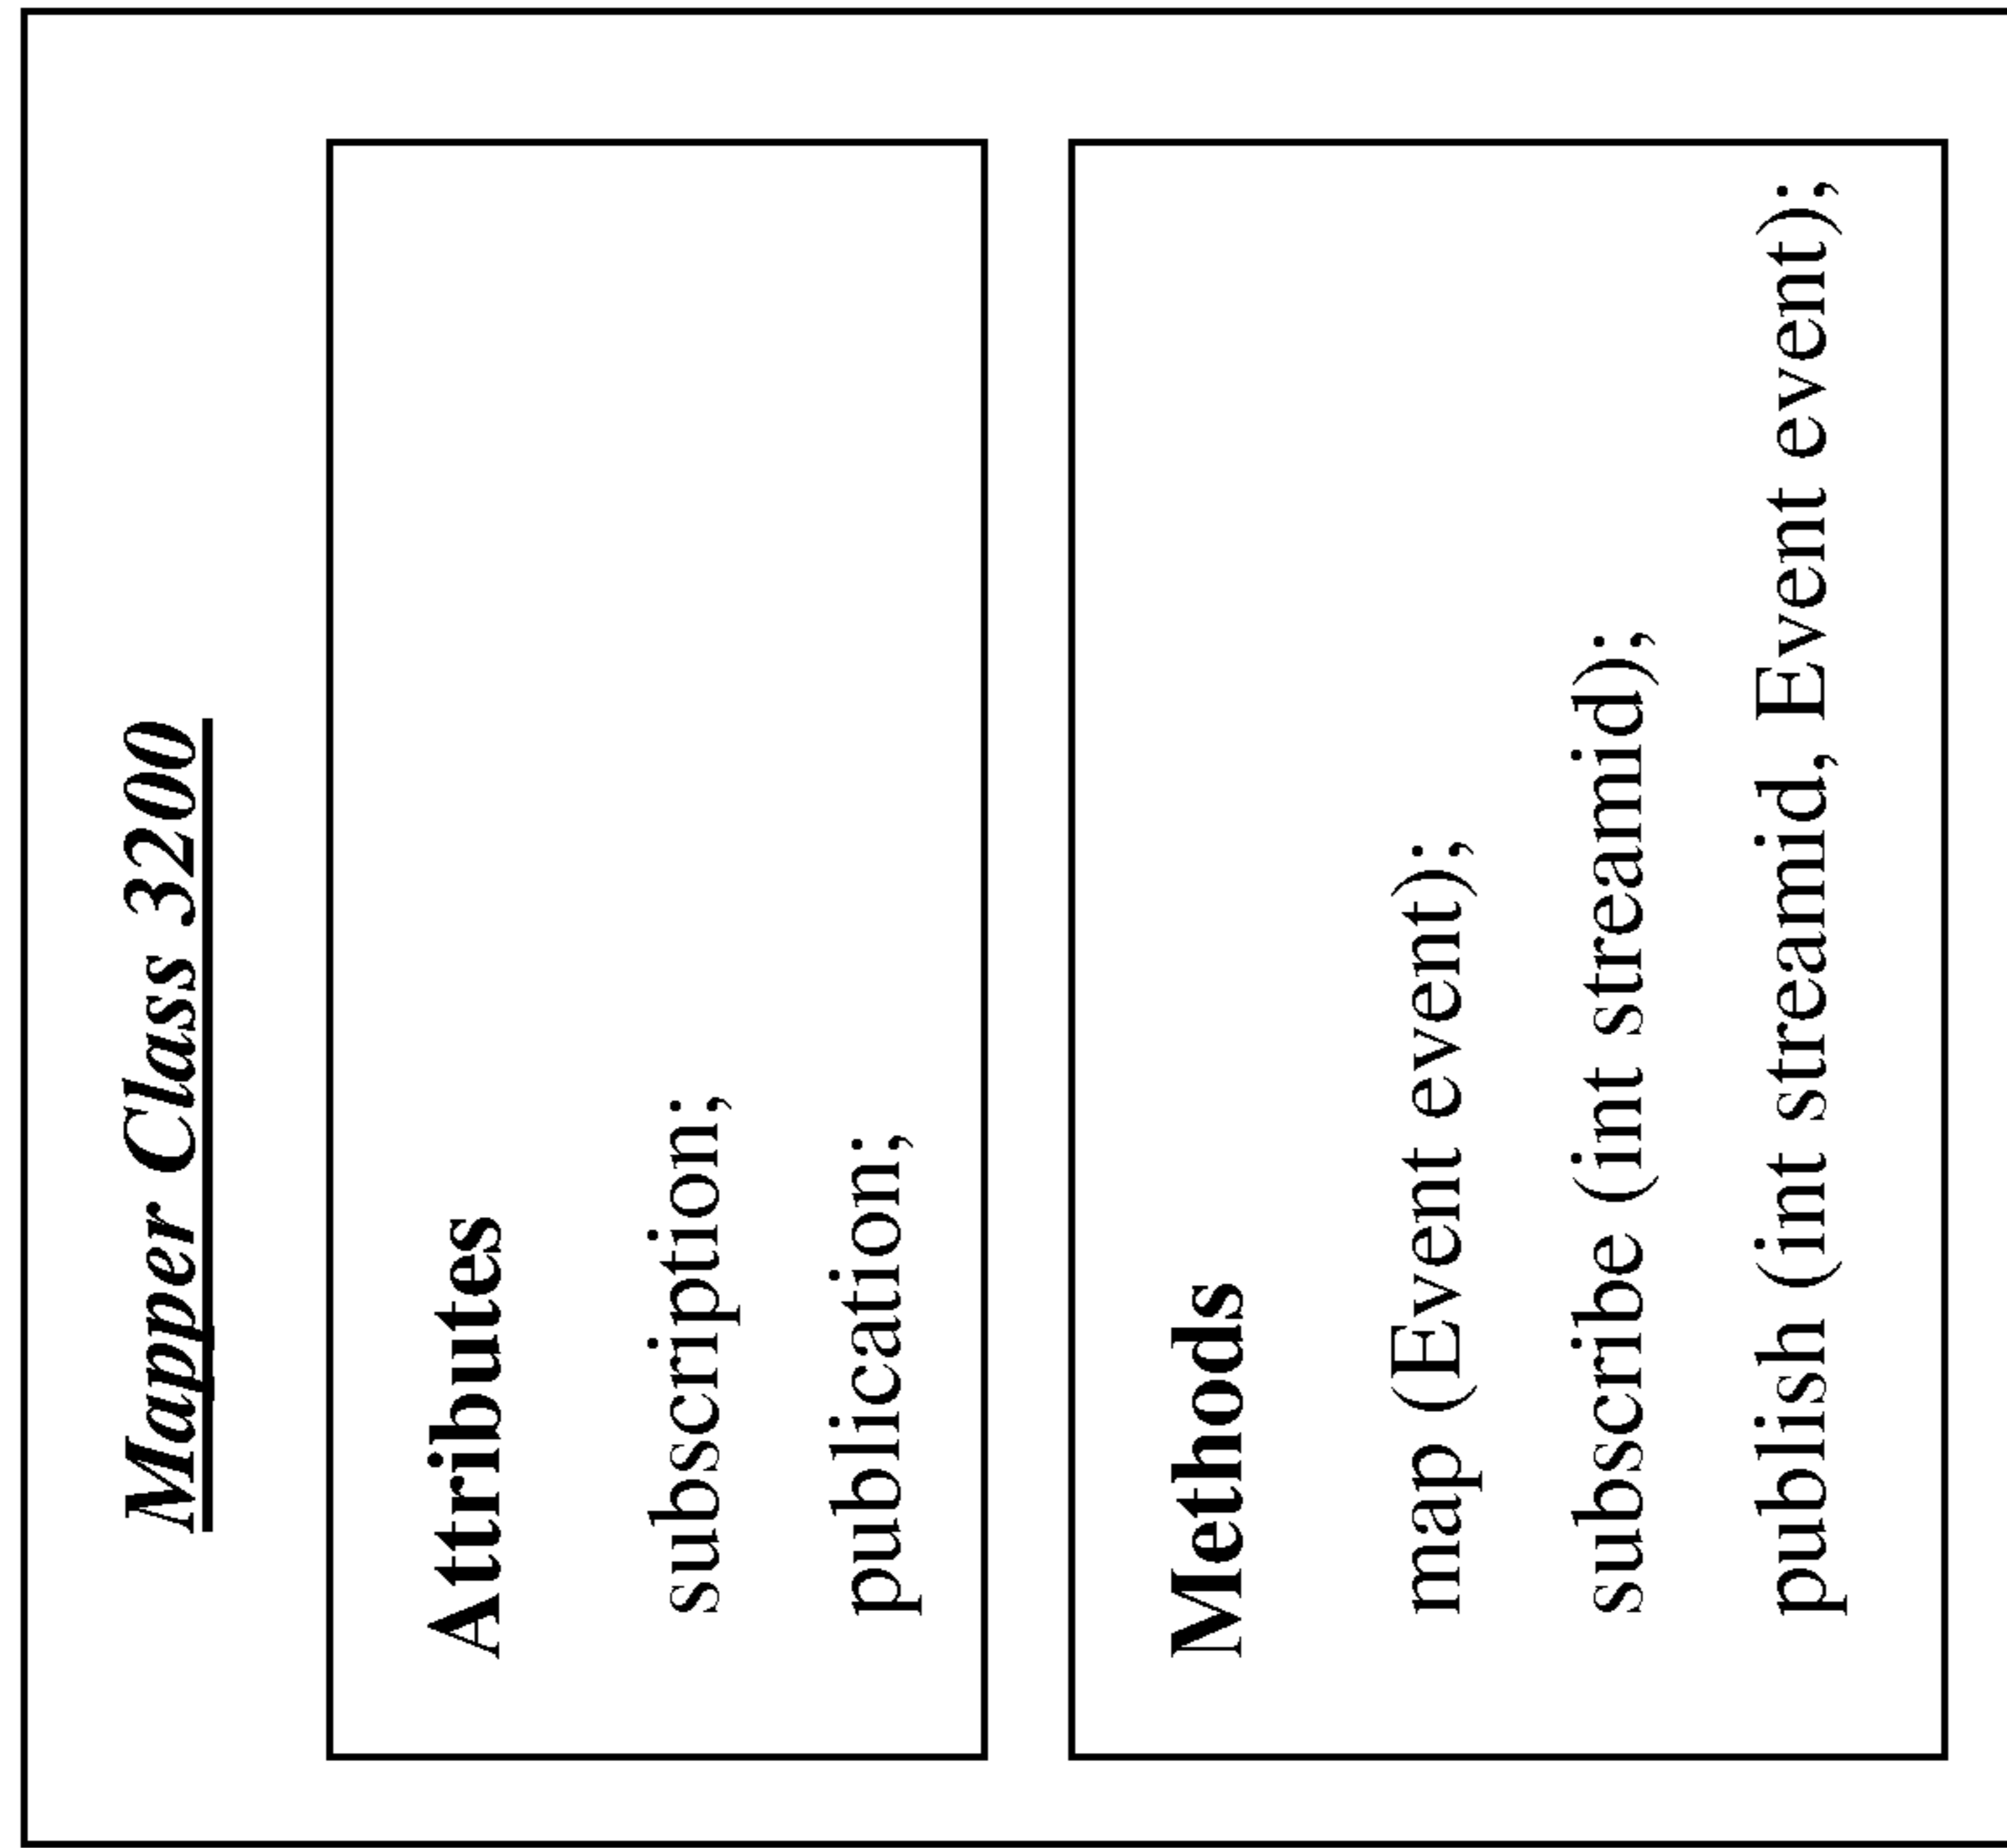 Mapper Class 3200
Attributes
subscription;
publication;
Methods
map (Event event);
subscribe (int streamid);
publish (int streamid, Event event);